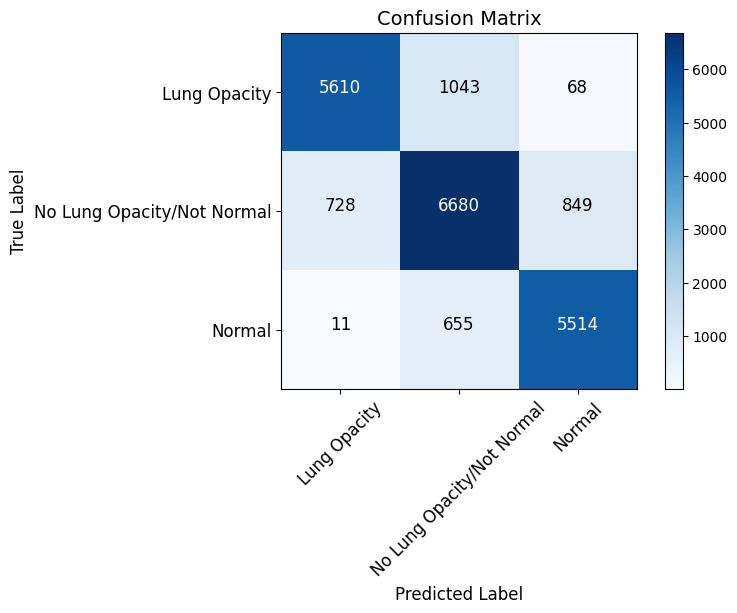 Confusion Matrix
True Label
Lung Opacity
5610 1043 68
No Lung Opacity/Not Normal
728 6680 849
Normal
11 655 5514
Lung Opacity
No Lung Opacity/Not Normal
Normal
Predicted Label
6000
5000
4000
3000
2000
1000